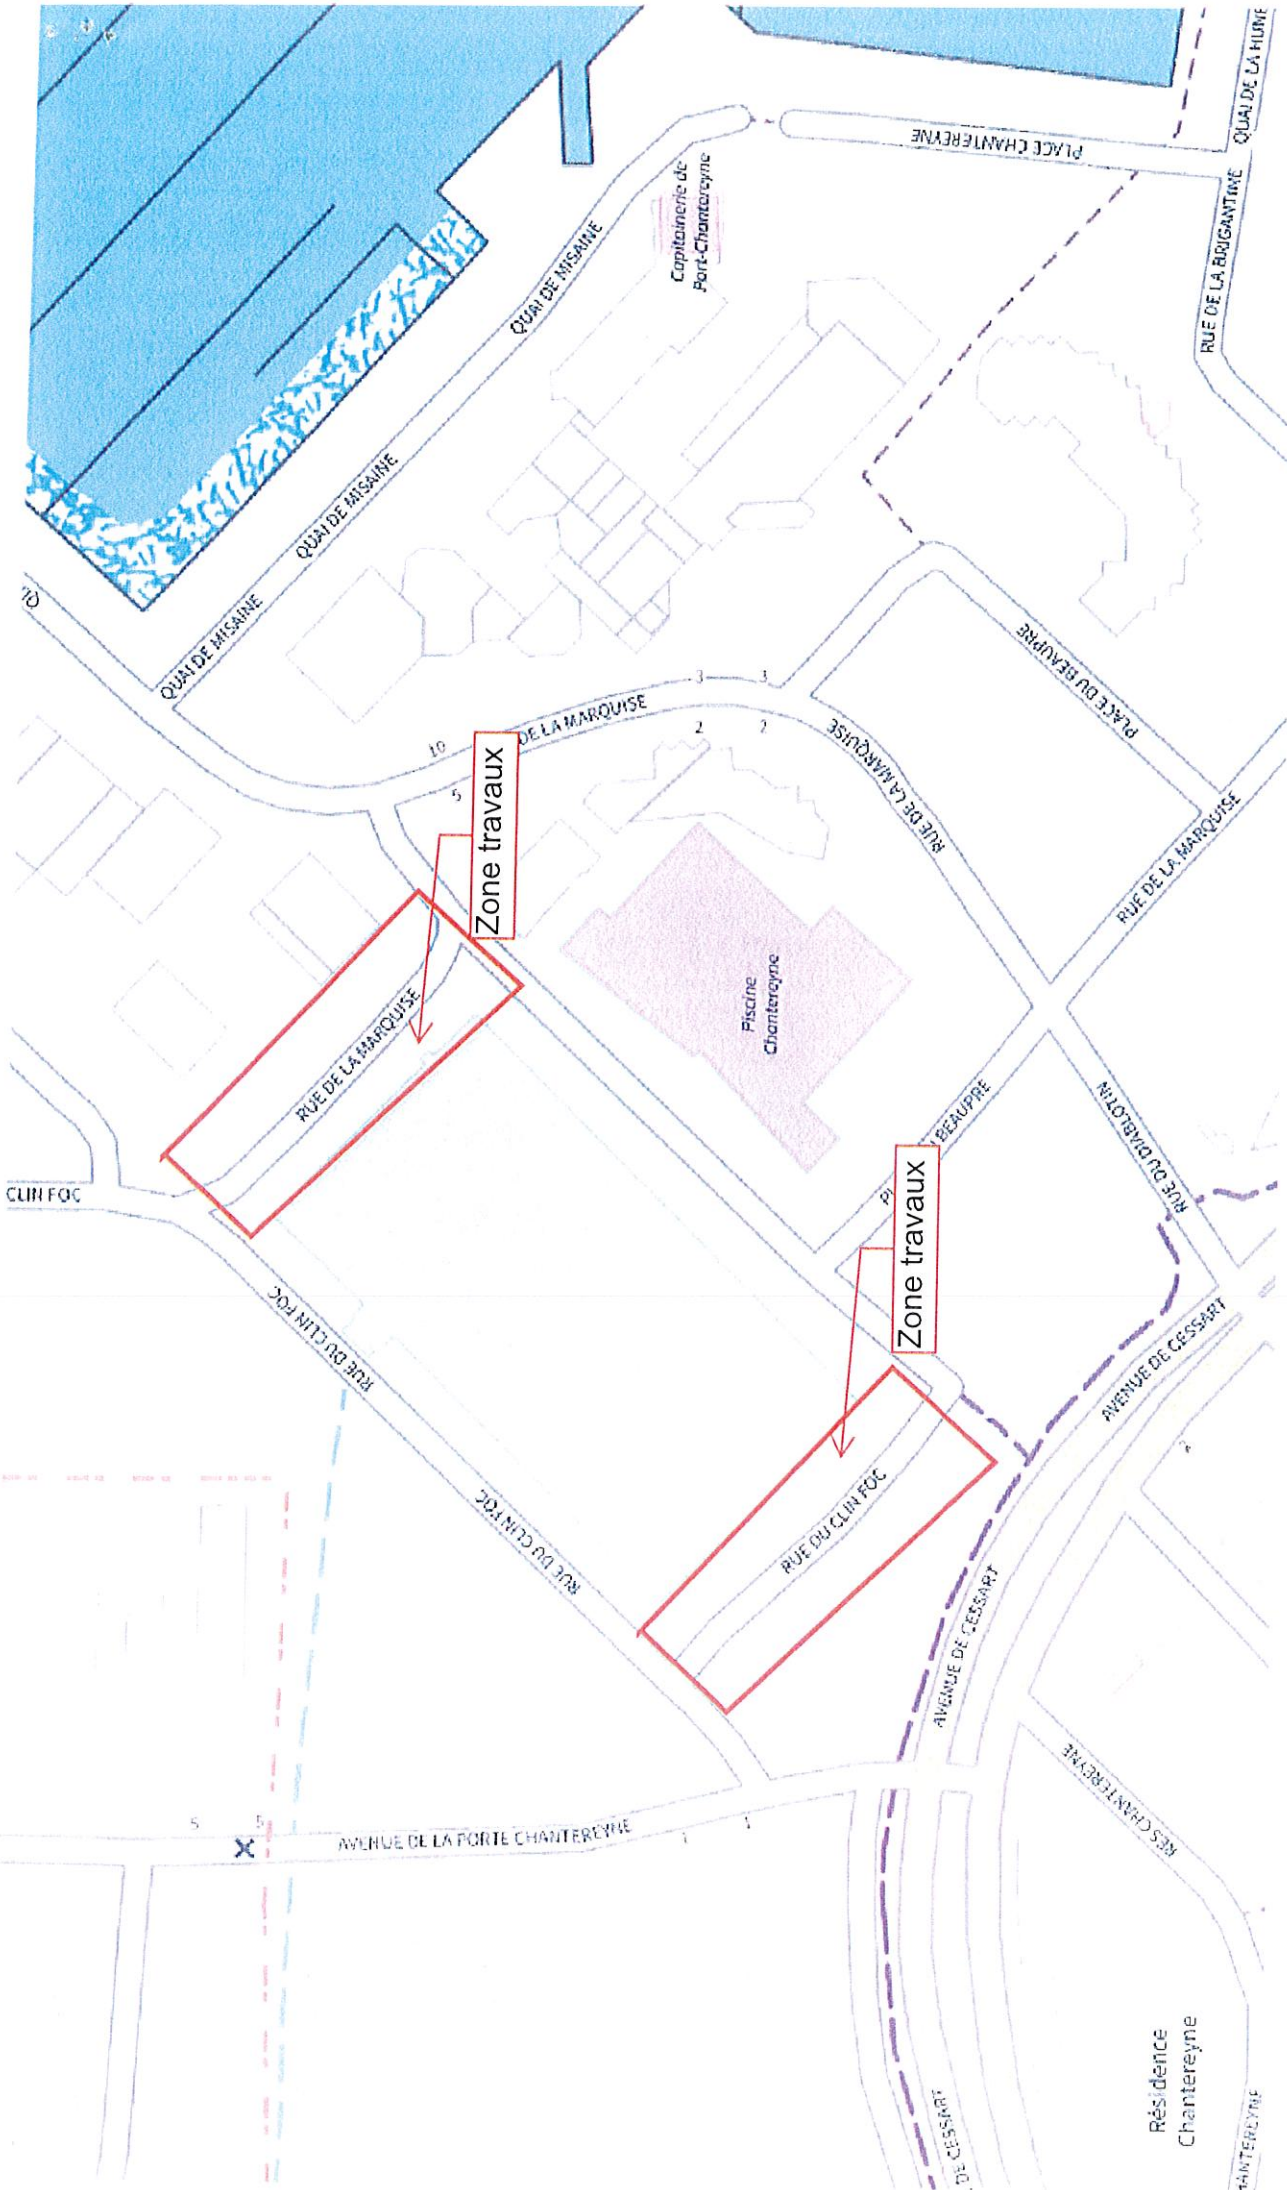 QUAI DE LA HUNE
PLACE CHANTEREYNE
RUE DE LA BRIGANTINE
Capitainerie de
Port-Chantereyne
QUAI DE MISAINE
QUAI DE MISAINE
QUAI DE MISAINE
DE LA MARQUISE
10
5
3
3
2
2
Zone travaux
RUE DE LA MARQUISE
RUE DE LA MARQUISE
RUE DE LA MARQUISE
PLACE DU BEAUPRE
Piscine
Chantereyne
BEAUPRE
RUE DU DIABLOTIN
CLIN FOC
RUE DU CLIN FOC
RUE DU CLIN FOC
RUE DU CLIN FOC
Zone travaux
AVENUE DE CESSART
AVENUE DE CESSART
DE CESSART
AVENUE DE LA PORTE CHANTEREYNE
5
5
1
1
RES CHANTEREYNE
Résidence
Chantereyne
HANTEREYNE